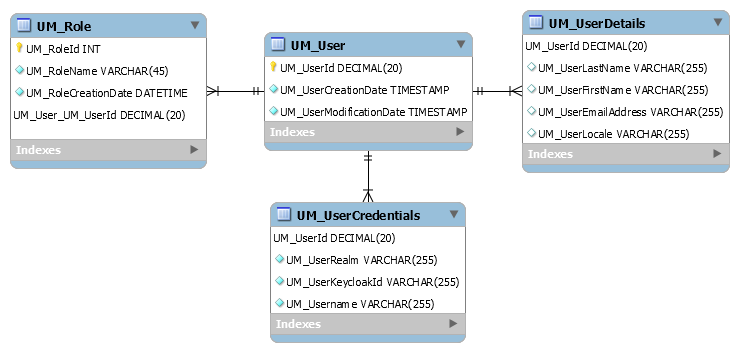 UM_Role
UM_RoleId INT
UM_RoleName VARCHAR(45)
UM_RoleCreationDate DATETIME
UM_User_UM_UserId DECIMAL(20)
Indexes
UM_User
UM_UserId DECIMAL(20)
UM_UserCreationDate TIMESTAMP
UM_UserModificationDate TIMESTAMP
Indexes
UM_UserDetails
UM_UserId DECIMAL(20)
UM_UserLastName VARCHAR(255)
UM_UserFirstName VARCHAR(255)
UM_UserEmailAddress VARCHAR(255)
UM_UserLocale VARCHAR(255)
Indexes
UM_UserCredentials
UM_UserId DECIMAL(20)
UM_UserRealm VARCHAR(255)
UM_UserKeycloakId VARCHAR(255)
UM_Username VARCHAR(255)
Indexes